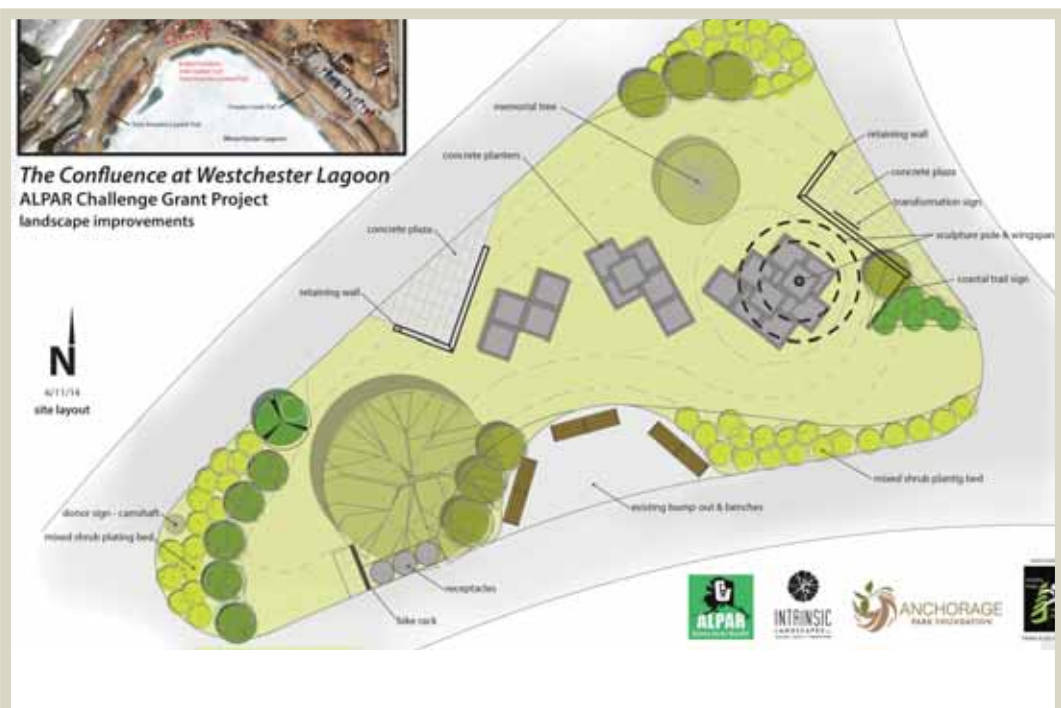 Westchester Lagoon
The Confluence at Westchester Lagoon
ALPAR Challenge Grant Project
landscape improvements
memorial tree
concrete planters
concrete plaza
retaining wall
retaining wall
concrete plaza
transformation sign
sculpture pole & wingspan
coastal trail sign
N
4/11/14
site layout
donor sign - camshaft
mixed shrub plating bed
bike rack
receptacles
existing bump out & benches
mixed shrub plantig bed
ALPAR
INTRINSIC
LANDSCAPES
ANCHORAGE
PARK FOUNDATION